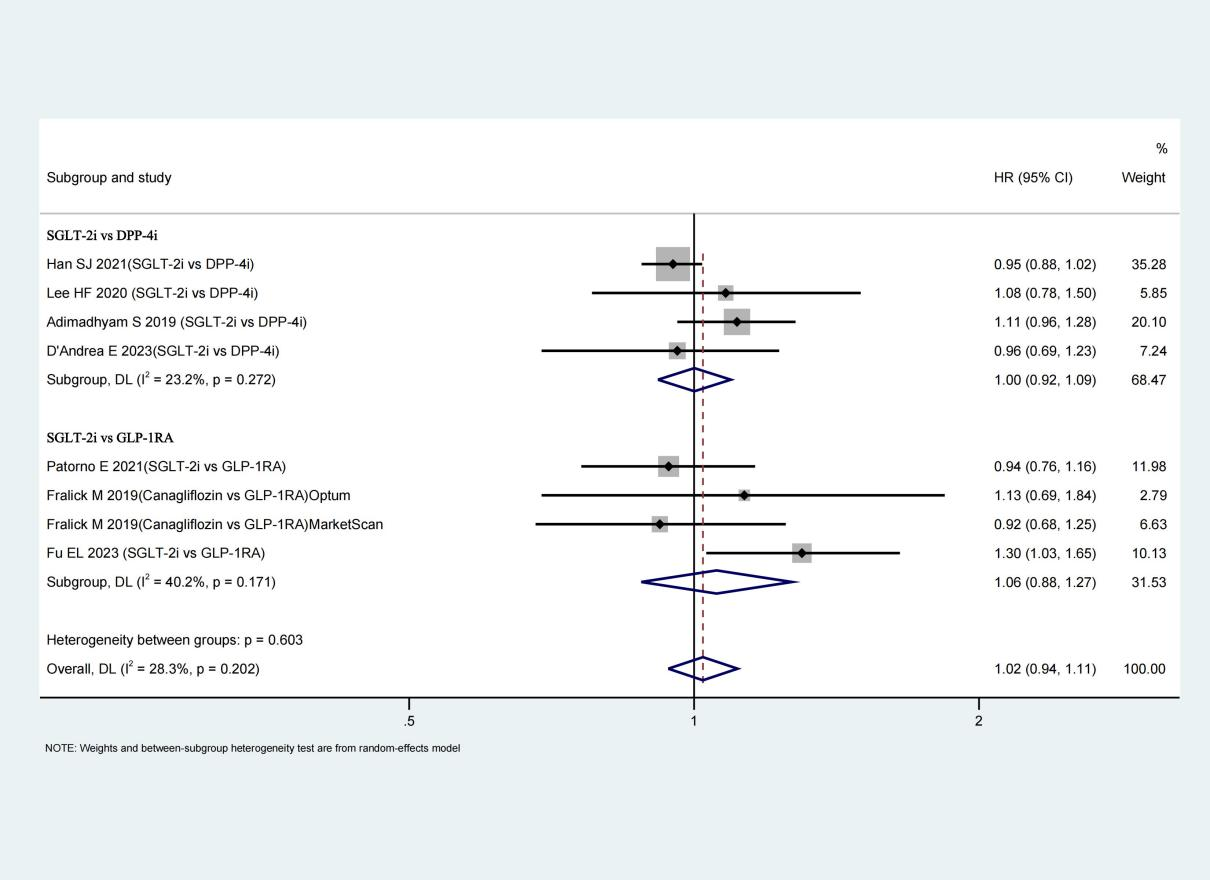 %
Subgroup and study HR (95% CI) Weight
SGLT-2i vs DPP-4i
Han SJ 2021(SGLT-2i vs DPP-4i) 0.95 (0.88, 1.02) 35.28
Lee HF 2020 (SGLT-2i vs DPP-4i) 1.08 (0.78, 1.50) 5.85
Adimadhyam S 2019 (SGLT-2i vs DPP-4i) 1.11 (0.96, 1.28) 20.10
D'Andrea E 2023(SGLT-2i vs DPP-4i) 0.96 (0.69, 1.23) 7.24
Subgroup, DL (I² = 23.2%, p = 0.272) 1.00 (0.92, 1.09) 68.47
SGLT-2i vs GLP-1RA
Patorno E 2021(SGLT-2i vs GLP-1RA) 0.94 (0.76, 1.16) 11.98
Fralick M 2019(Canagliflozin vs GLP-1RA)Optum 1.13 (0.69, 1.84) 2.79
Fralick M 2019(Canagliflozin vs GLP-1RA)MarketScan 0.92 (0.68, 1.25) 6.63
Fu EL 2023 (SGLT-2i vs GLP-1RA) 1.30 (1.03, 1.65) 10.13
Subgroup, DL (I² = 40.2%, p = 0.171) 1.06 (0.88, 1.27) 31.53
Heterogeneity between groups: p = 0.603
Overall, DL (I² = 28.3%, p = 0.202) 1.02 (0.94, 1.11) 100.00
.5 1 2
NOTE: Weights and between-subgroup heterogeneity test are from random-effects model